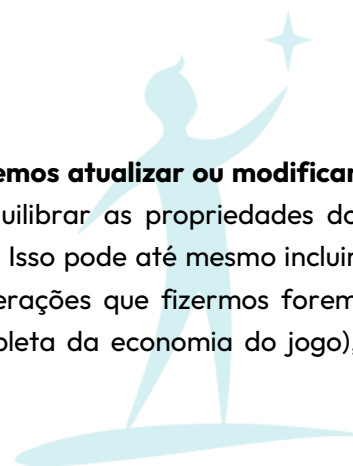 emos atualizar ou modificar
uilibrar as propriedades do
Isso pode até mesmo incluir
erações que fizermos forem
leta da economia do jogo),